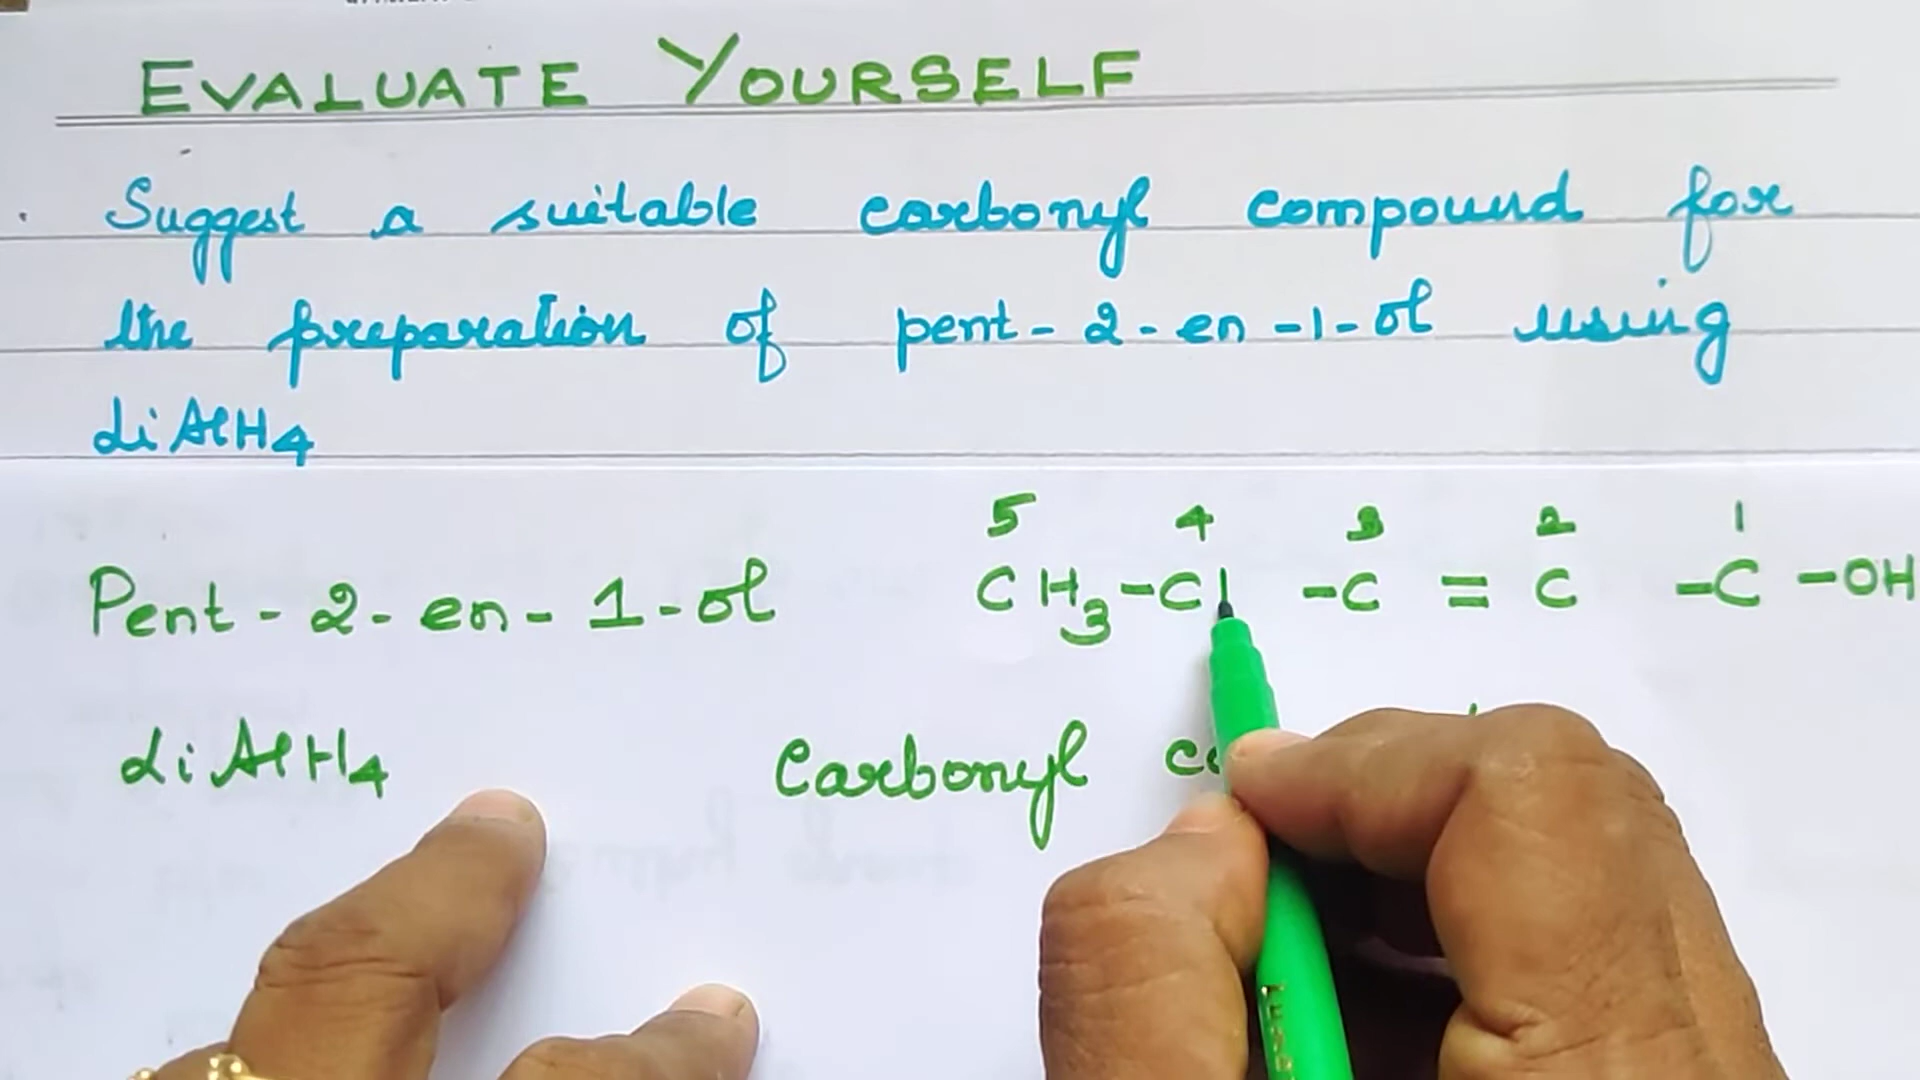 EVALUATE YOURSELF
Suggest a suitable carbonyl compound for
the preparation of pent-2-en-1-ol using
LiAlH4
5 4 3 2 1
Pent-2-en-1-ol CH3-C -C = C -C -OH
LiAlH4 Carbonyl